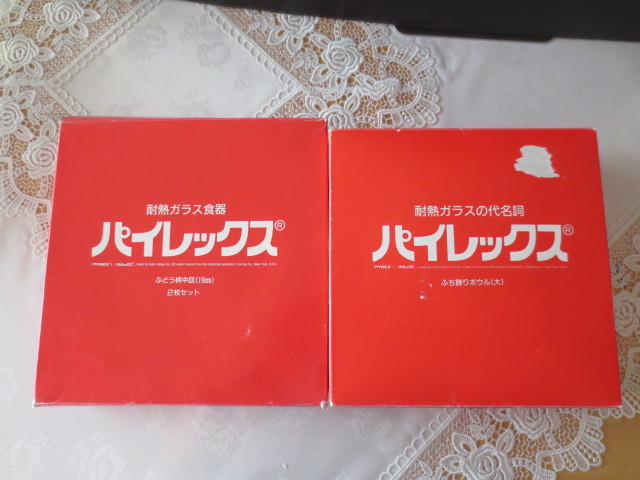 耐熱ガラス食器
パイレックス®
ぶどう柄中皿(19cm)
2枚セット
耐熱ガラスの代名詞
パイレックス®
PYREX
ふち飾りボウル(大)